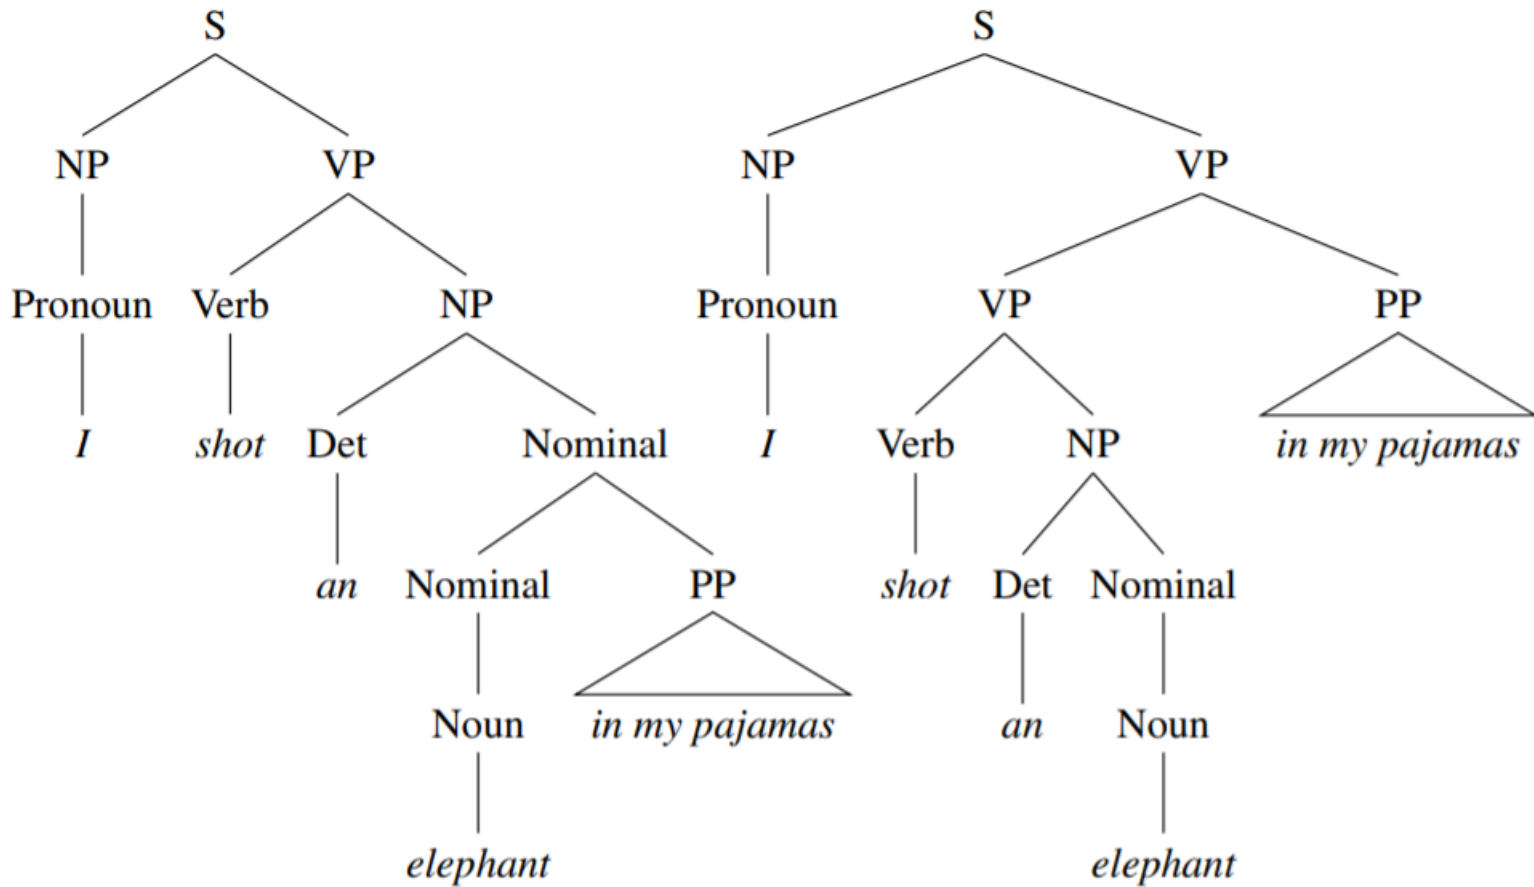 S S
NP VP NP VP
Pronoun Verb NP Pronoun VP PP
I shot Det Nominal I Verb NP in my pajamas
an Nominal PP shot Det Nominal
Noun in my pajamas an Noun
elephant elephant